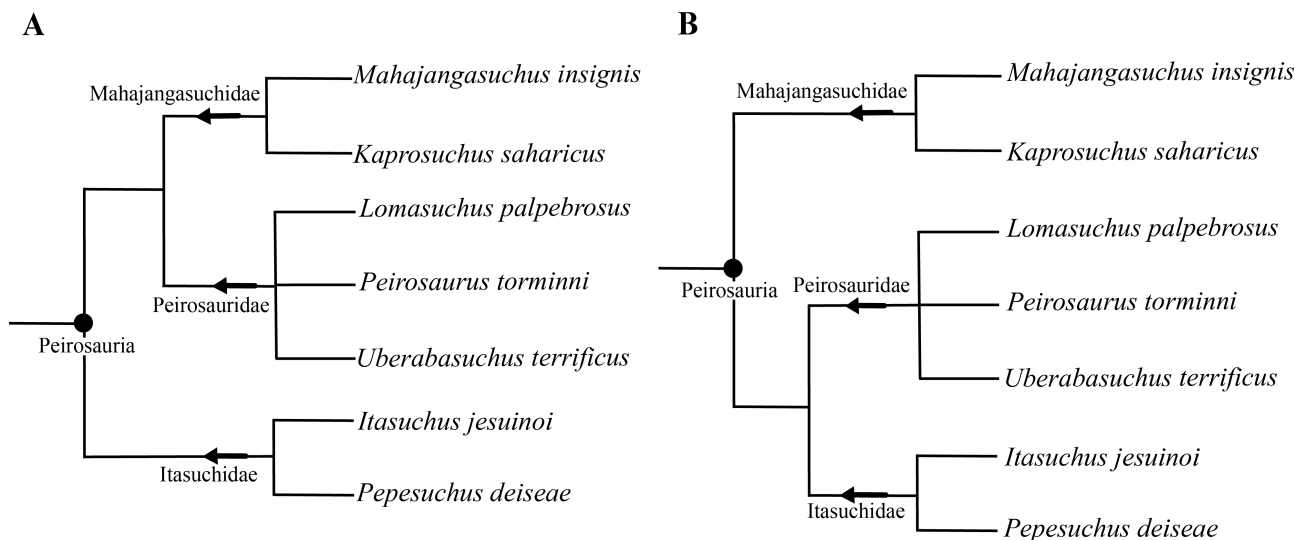 A
Mahajangasuchus insignis
Mahajangasuchidae
Kaprosuchus saharicus
Lomasuchus palpebrosus
Peirosaurus torminni
Peirosauridae
Peirosauria
Uberabasuchus terrificus
Itasuchus jesuinoi
Itasuchidae
Pepesuchus deiseae
B
Mahajangasuchus insignis
Mahajangasuchidae
Kaprosuchus saharicus
Lomasuchus palpebrosus
Peirosauria
Peirosauridae
Peirosaurus torminni
Uberabasuchus terrificus
Itasuchus jesuinoi
Itasuchidae
Pepesuchus deiseae